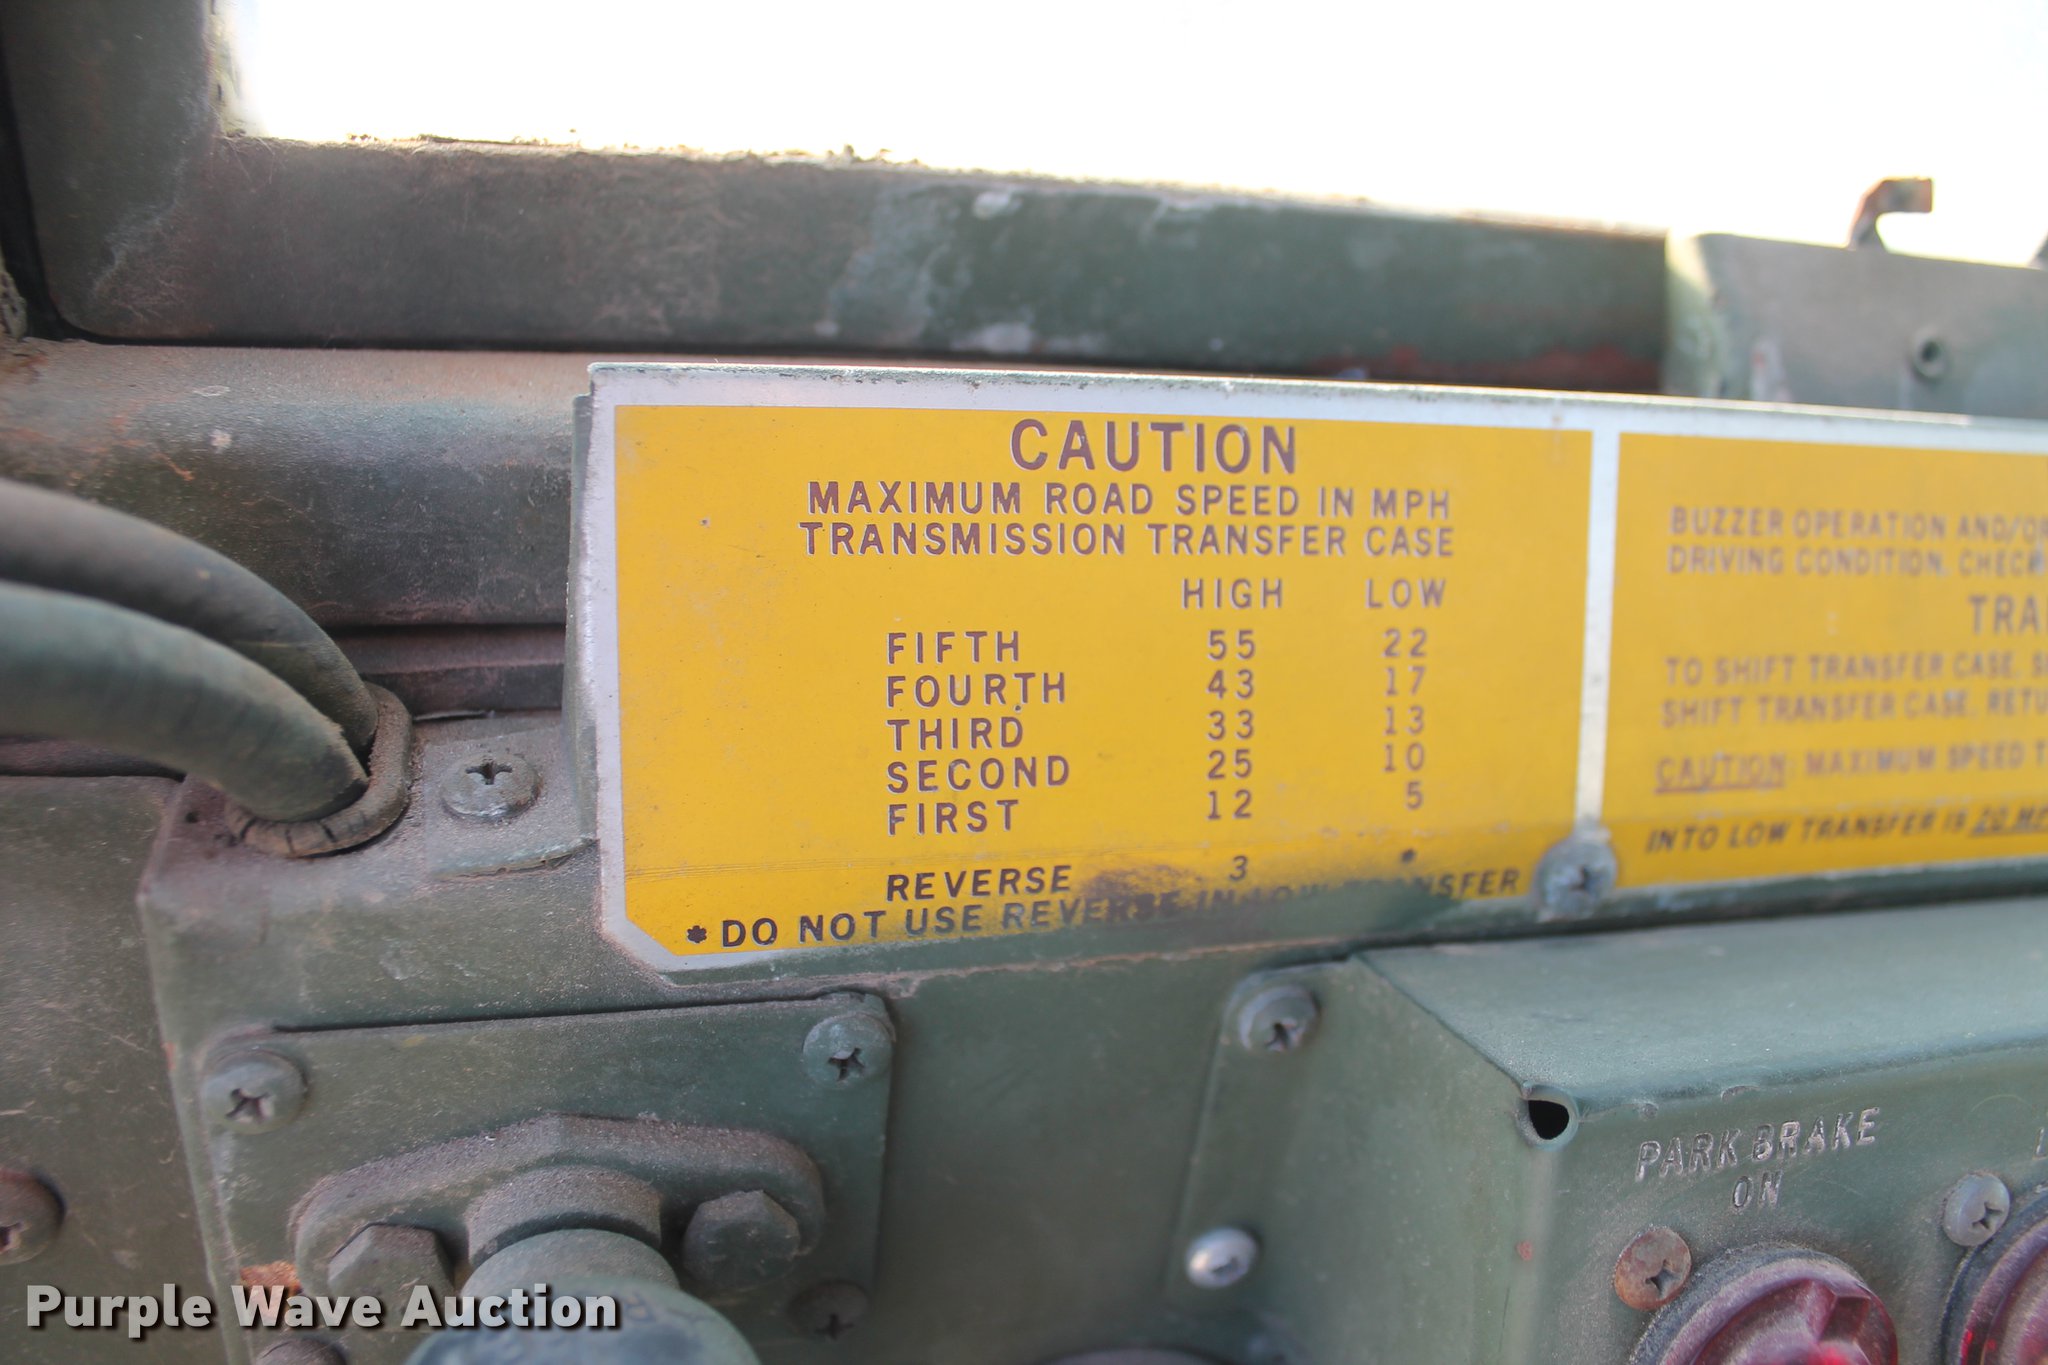 CAUTION
MAXIMUM ROAD SPEED IN MPH
TRANSMISSION TRANSFER CASE
HIGH LOW
FIFTH 55 22
FOURTH 43 17
THIRD 33 13
SECOND 25 10
FIRST 12 5
REVERSE 3 *
* DO NOT USE REVERSE IN LOW TRANSFER
BUZZER OPERATION AND/OR
DRIVING CONDITION, CHECK
TRA
TO SHIFT TRANSFER CASE, S
SHIFT TRANSFER CASE, RETU
CAUTION: MAXIMUM SPEED T
INTO LOW TRANSFER IS 20 MP
PARK BRAKE
ON
Purple Wave Auction